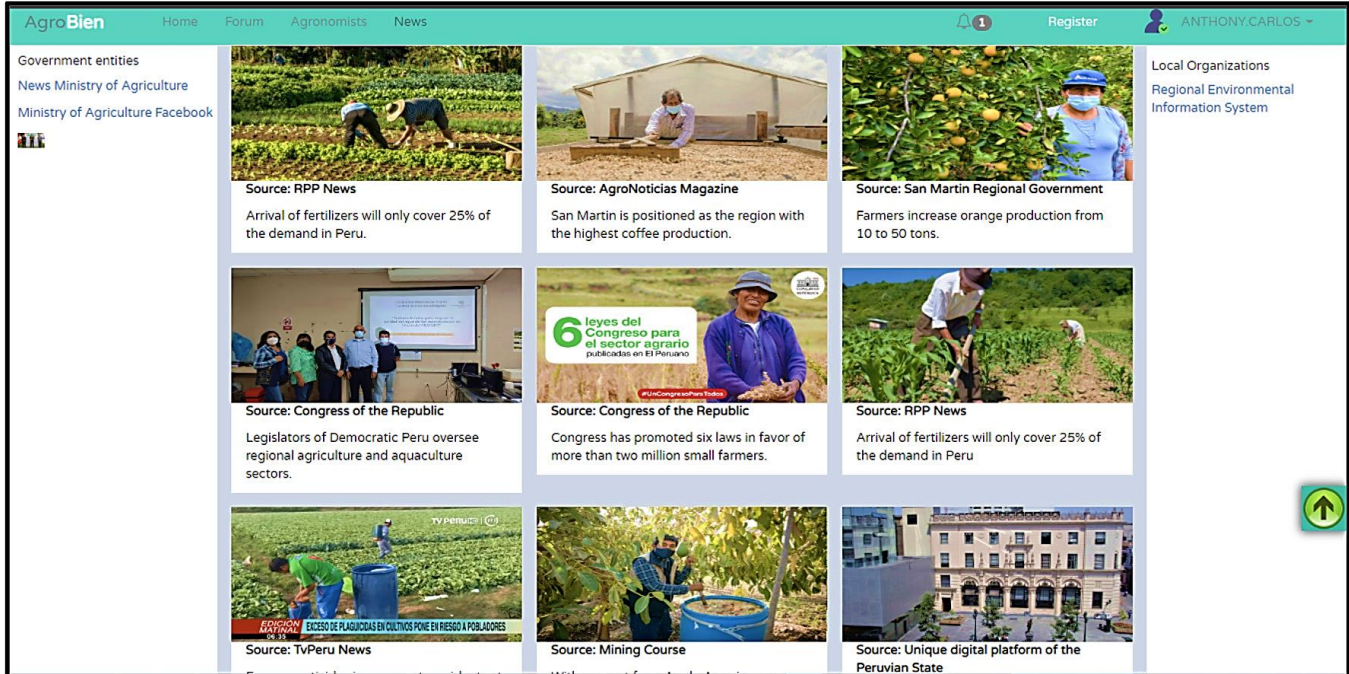 AgroBien Home Forum Agronomists News 1 Register ANTHONY.CARLOS
Government entities
News Ministry of Agriculture
Ministry of Agriculture Facebook
Source: RPP News
Arrival of fertilizers will only cover 25% of
the demand in Peru.
Source: AgroNoticias Magazine
San Martin is positioned as the region with
the highest coffee production.
Source: San Martin Regional Government
Farmers increase orange production from
10 to 50 tons.
Local Organizations
Regional Environmental
Information System
Source: Congress of the Republic
Legislators of Democratic Peru oversee
regional agriculture and aquaculture
sectors.
6 leyes del
Congreso para
el sector agrario
publicadas en El Peruano
CONGRESO
REPÚBLICA
#UnCongresoParaTodos
Source: Congress of the Republic
Congress has promoted six laws in favor of
more than two million small farmers.
Source: RPP News
Arrival of fertilizers will only cover 25% of
the demand in Peru
TV PERU HD
EDICIÓN
MATINAL
06:35
EXCESO DE PLAGUICIDAS EN CULTIVOS PONE EN RIESGO A POBLADORES
Source: TvPeru News
Source: Mining Course
Source: Unique digital platform of the
Peruvian State